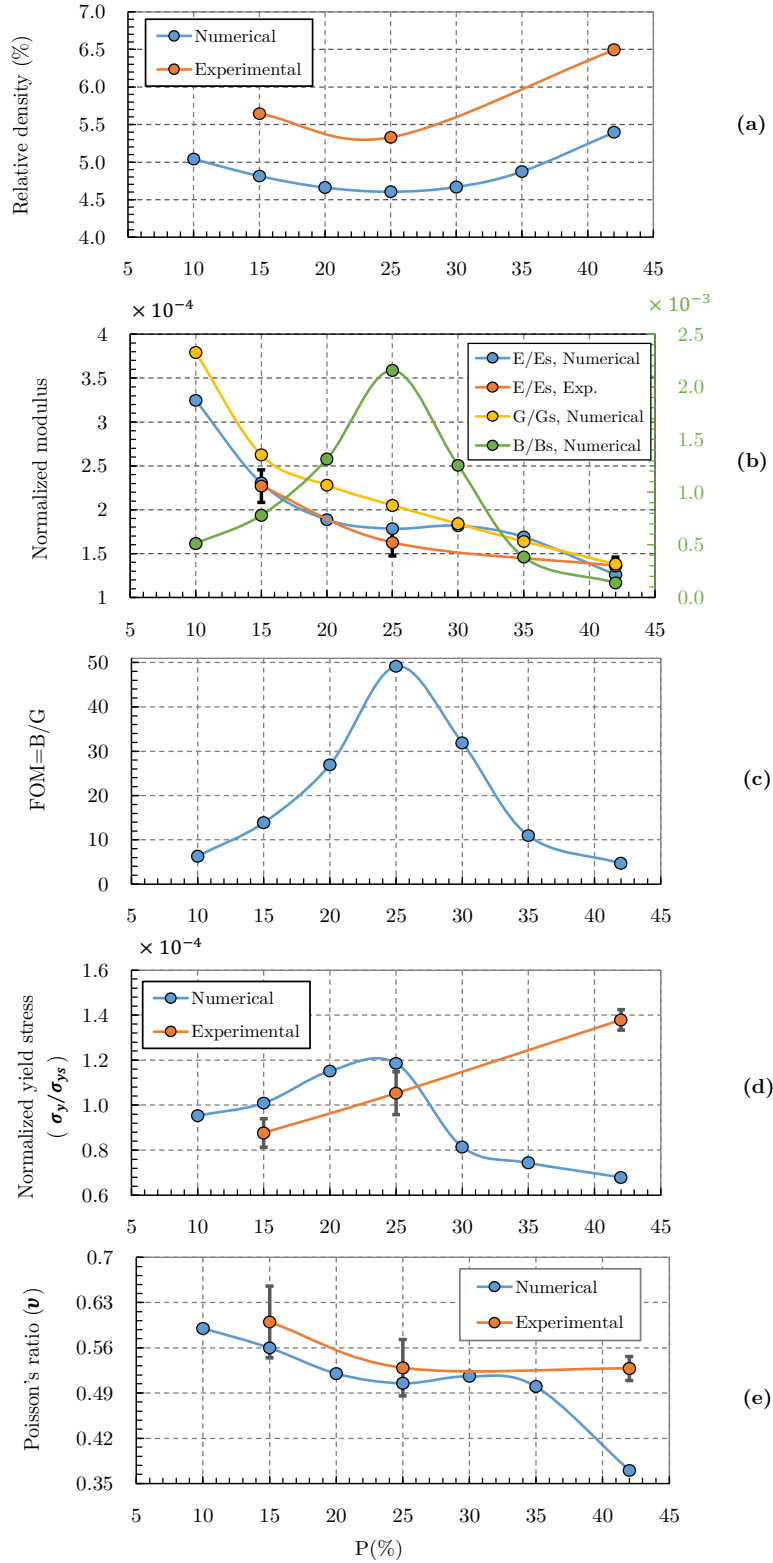 7.0
6.5
6.0
5.5
5.0
4.5
4.0
Relative density (%)
Numerical
Experimental
5 10 15 20 25 30 35 40 45
(a)
× 10⁻⁴
× 10⁻³
4
3.5
3
2.5
2
1.5
1
Normalized modulus
E/Es, Numerical
E/Es, Exp.
G/Gs, Numerical
B/Bs, Numerical
2.5
2.0
1.5
1.0
0.5
0.0
5 10 15 20 25 30 35 40 45
(b)
50
40
30
20
10
0
FOM=B/G
5 10 15 20 25 30 35 40 45
(c)
× 10⁻⁴
1.6
1.4
1.2
1.0
0.8
0.6
Normalized yield stress
( σy/σys)
Numerical
Experimental
5 10 15 20 25 30 35 40 45
(d)
0.7
0.63
0.56
0.49
0.42
0.35
Poisson's ratio (υ)
Numerical
Experimental
5 10 15 20 25 30 35 40 45
(e)
P(%)